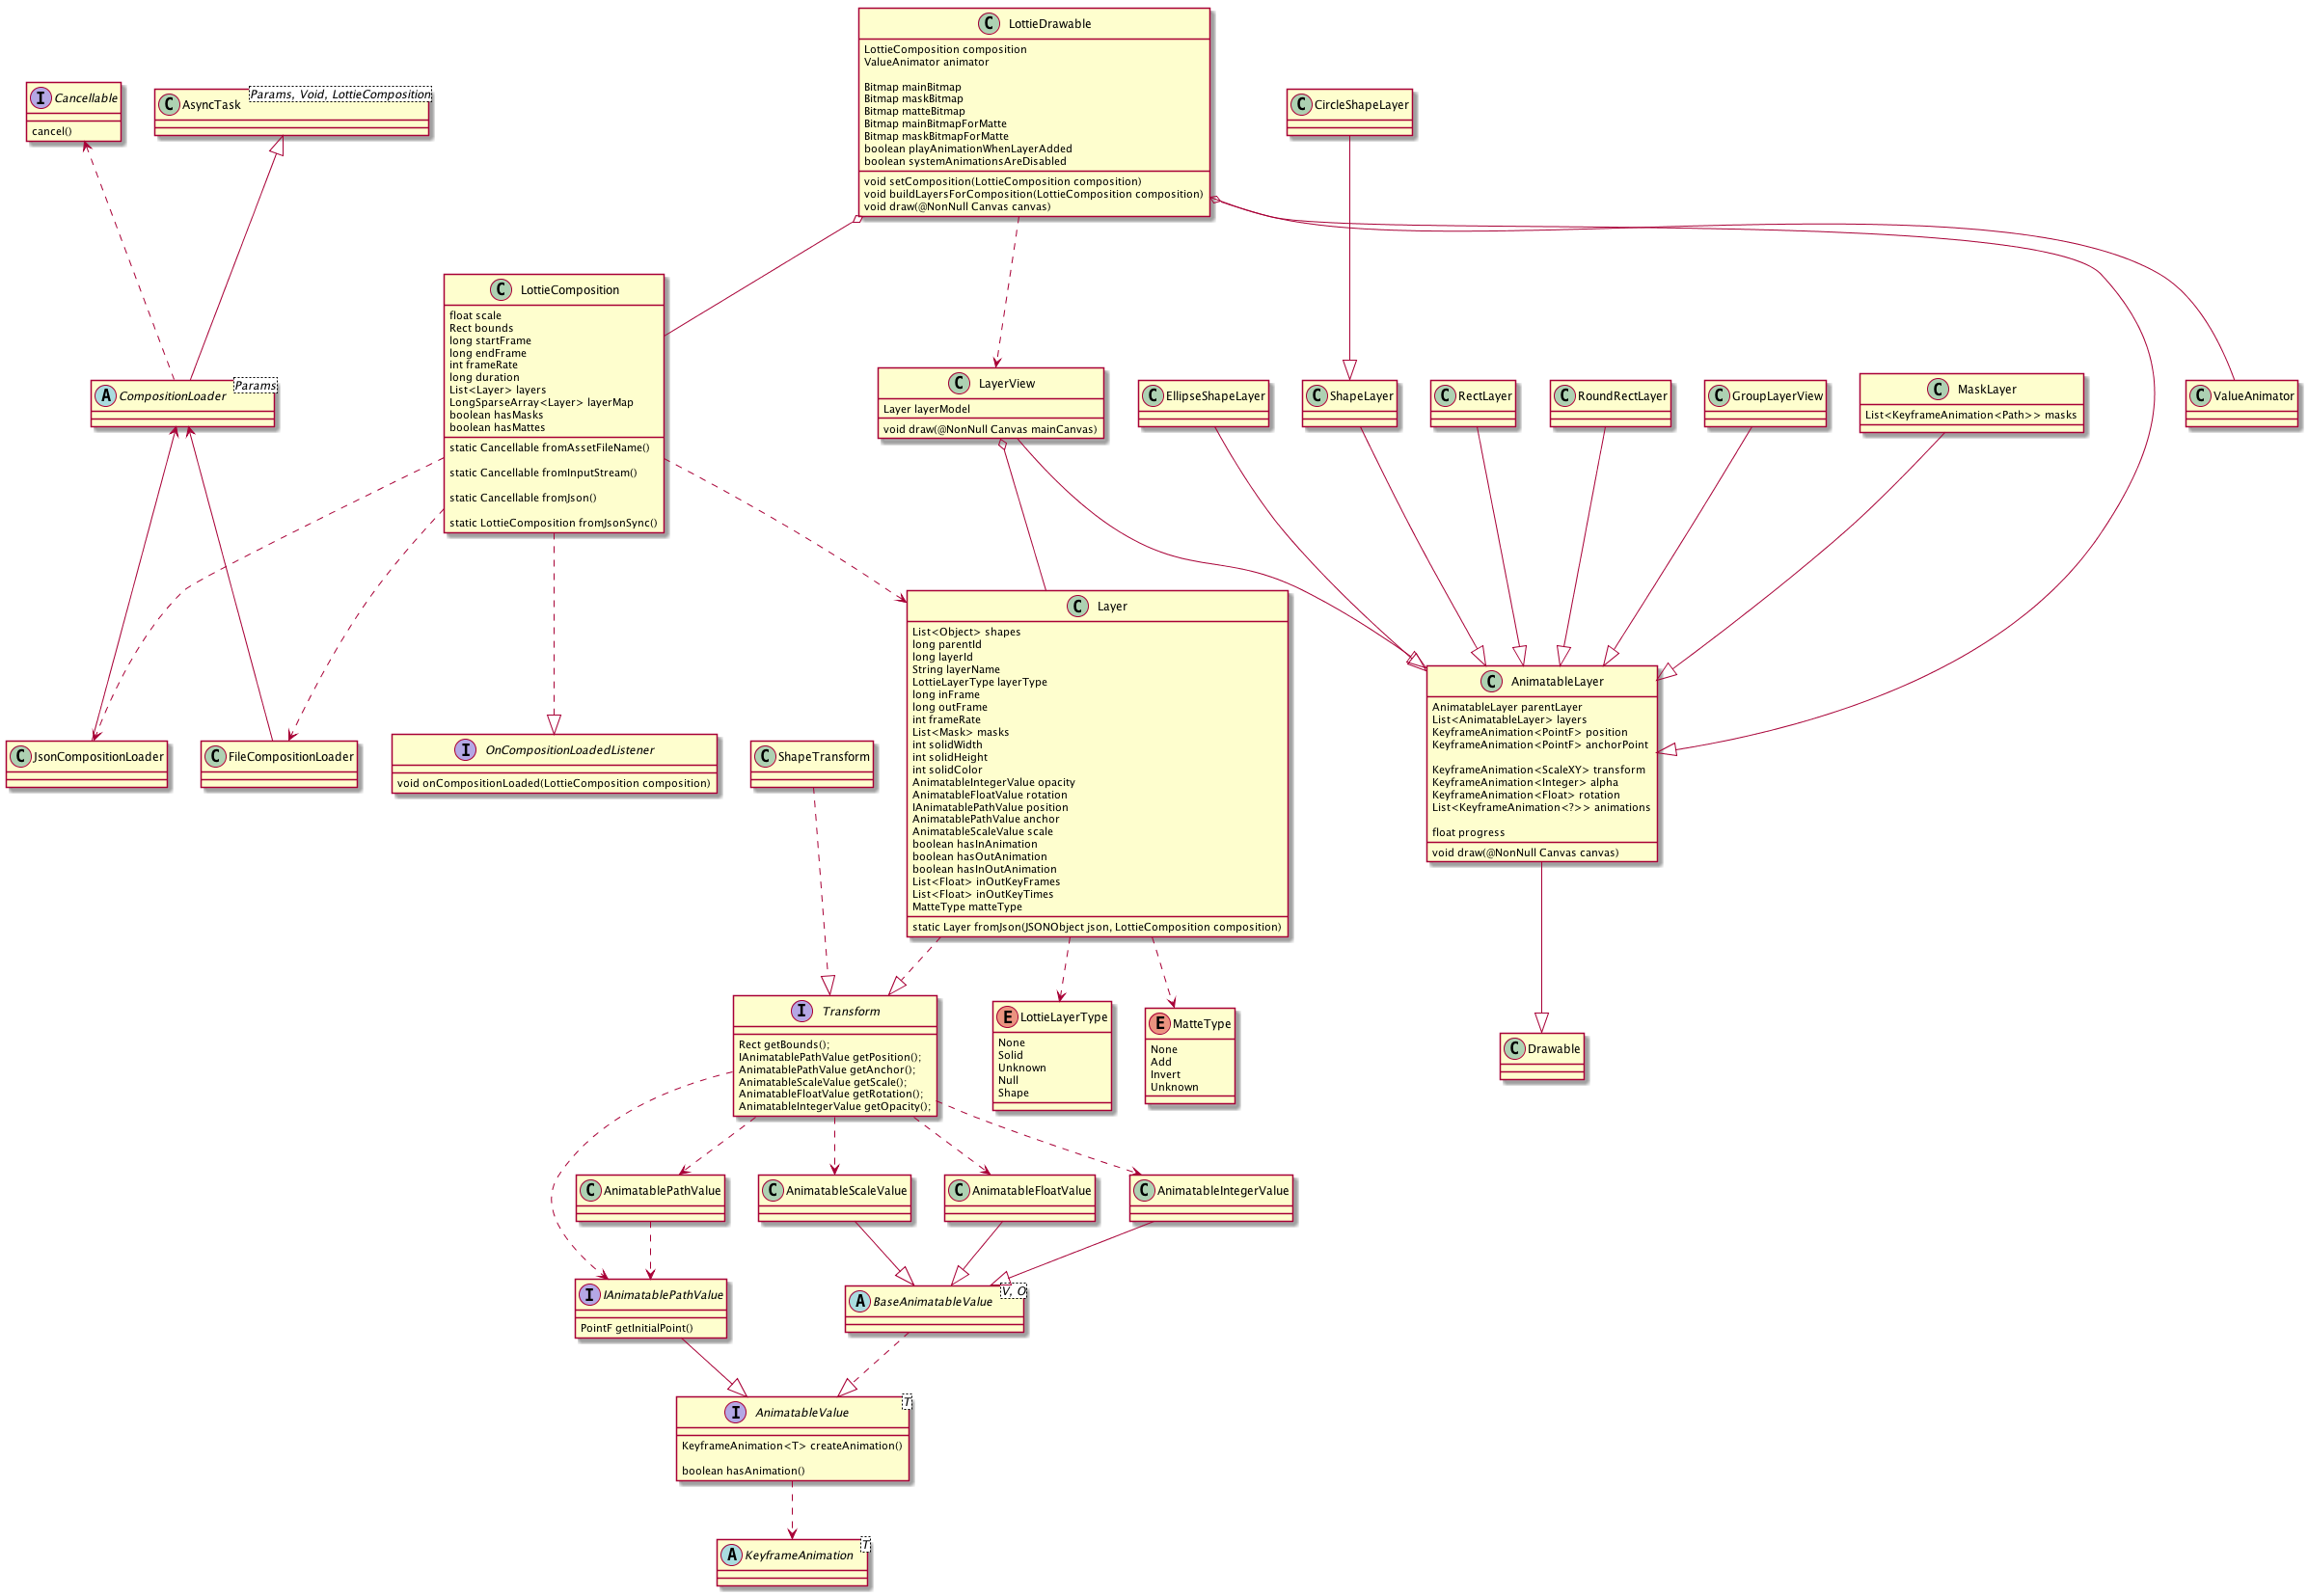 C LottieDrawable
LottieComposition composition
ValueAnimator animator
Bitmap mainBitmap
Bitmap maskBitmap
Bitmap matteBitmap
Bitmap mainBitmapForMatte
Bitmap maskBitmapForMatte
boolean playAnimationWhenLayerAdded
boolean systemAnimationsAreDisabled
void setComposition(LottieComposition composition)
void buildLayersForComposition(LottieComposition composition)
void draw(@NonNull Canvas canvas)
I Cancellable
cancel()
C AsyncTask
Params, Void, LottieComposition
C CircleShapeLayer
C LottieComposition
float scale
Rect bounds
long startFrame
long endFrame
int frameRate
long duration
List<Layer> layers
LongSparseArray<Layer> layerMap
boolean hasMasks
boolean hasMattes
static Cancellable fromAssetFileName()
static Cancellable fromInputStream()
static Cancellable fromJson()
static LottieComposition fromJsonSync()
A CompositionLoader
Params
C LayerView
Layer layerModel
void draw(@NonNull Canvas mainCanvas)
C EllipseShapeLayer
C ShapeLayer
C RectLayer
C RoundRectLayer
C GroupLayerView
C MaskLayer
List<KeyframeAnimation<Path>> masks
C ValueAnimator
C Layer
List<Object> shapes
long parentId
long layerId
String layerName
LottieLayerType layerType
long inFrame
long outFrame
int frameRate
List<Mask> masks
int solidWidth
int solidHeight
int solidColor
AnimatableIntegerValue opacity
AnimatableFloatValue rotation
IAnimatablePathValue position
AnimatablePathValue anchor
AnimatableScaleValue scale
boolean hasInAnimation
boolean hasOutAnimation
boolean hasInOutAnimation
List<Float> inOutKeyFrames
List<Float> inOutKeyTimes
MatteType matteType
static Layer fromJson(JSONObject json, LottieComposition composition)
C JsonCompositionLoader
C FileCompositionLoader
I OnCompositionLoadedListener
void onCompositionLoaded(LottieComposition composition)
C ShapeTransform
C AnimatableLayer
AnimatableLayer parentLayer
List<AnimatableLayer> layers
KeyframeAnimation<PointF> position
KeyframeAnimation<PointF> anchorPoint
KeyframeAnimation<ScaleXY> transform
KeyframeAnimation<Integer> alpha
KeyframeAnimation<Float> rotation
List<KeyframeAnimation<?>> animations
float progress
void draw(@NonNull Canvas canvas)
I Transform
Rect getBounds();
IAnimatablePathValue getPosition();
AnimatablePathValue getAnchor();
AnimatableScaleValue getScale();
AnimatableFloatValue getRotation();
AnimatableIntegerValue getOpacity();
E LottieLayerType
None
Solid
Unknown
Null
Shape
E MatteType
None
Add
Invert
Unknown
C Drawable
C AnimatablePathValue
C AnimatableScaleValue
C AnimatableFloatValue
C AnimatableIntegerValue
I IAnimatablePathValue
PointF getInitialPoint()
A BaseAnimatableValue
V, O
I AnimatableValue
T
KeyframeAnimation<T> createAnimation()
boolean hasAnimation()
A KeyframeAnimation
T